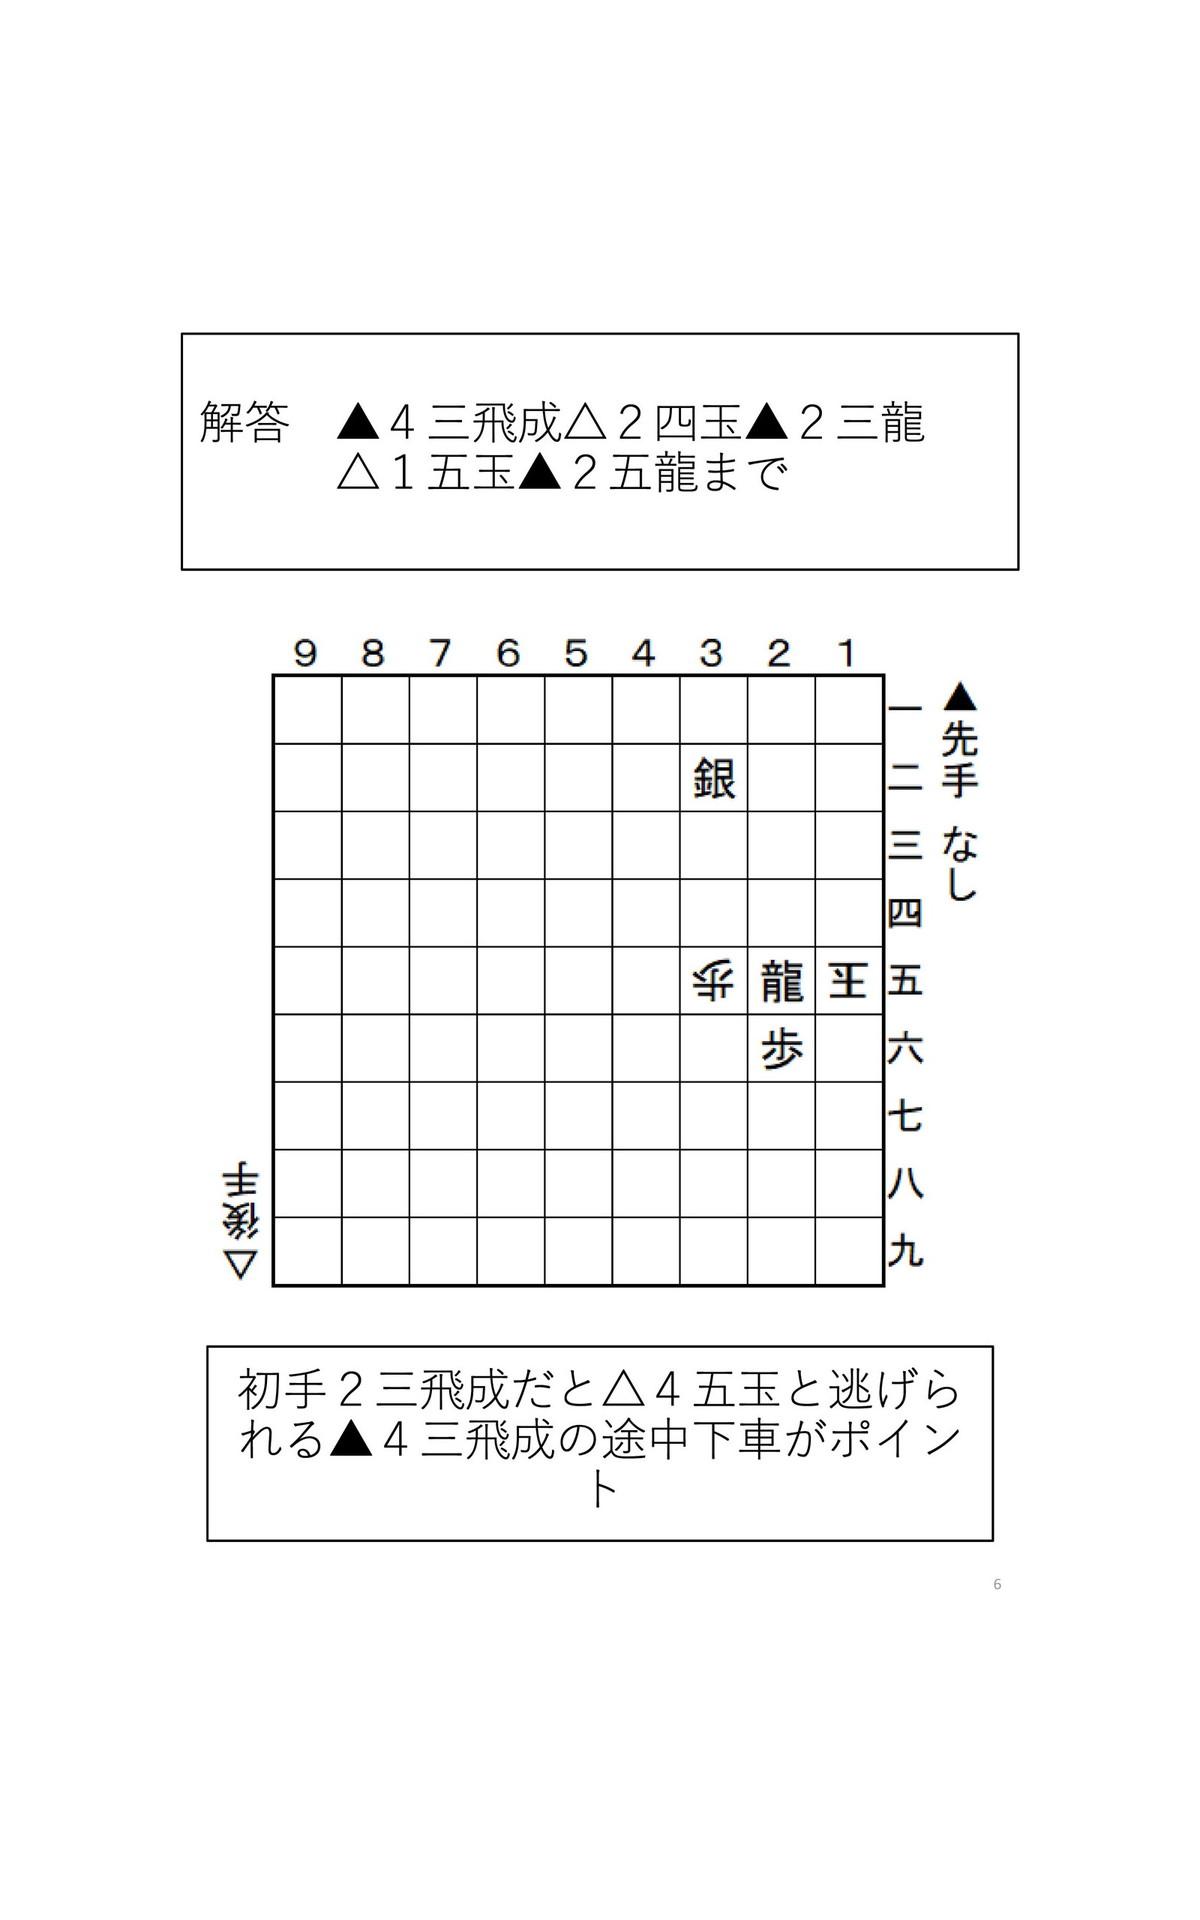 解答　▲４三飛成△２四玉▲２三龍
△１五玉▲２五龍まで
９ ８ ７ ６ ５ ４ ３ ２ １
一
二
三
四
五
六
七
八
九
▲先手 なし
銀
歩 龍 王
歩
△後手
初手２三飛成だと△４五玉と逃げら
れる▲４三飛成の途中下車がポイン
ト
6